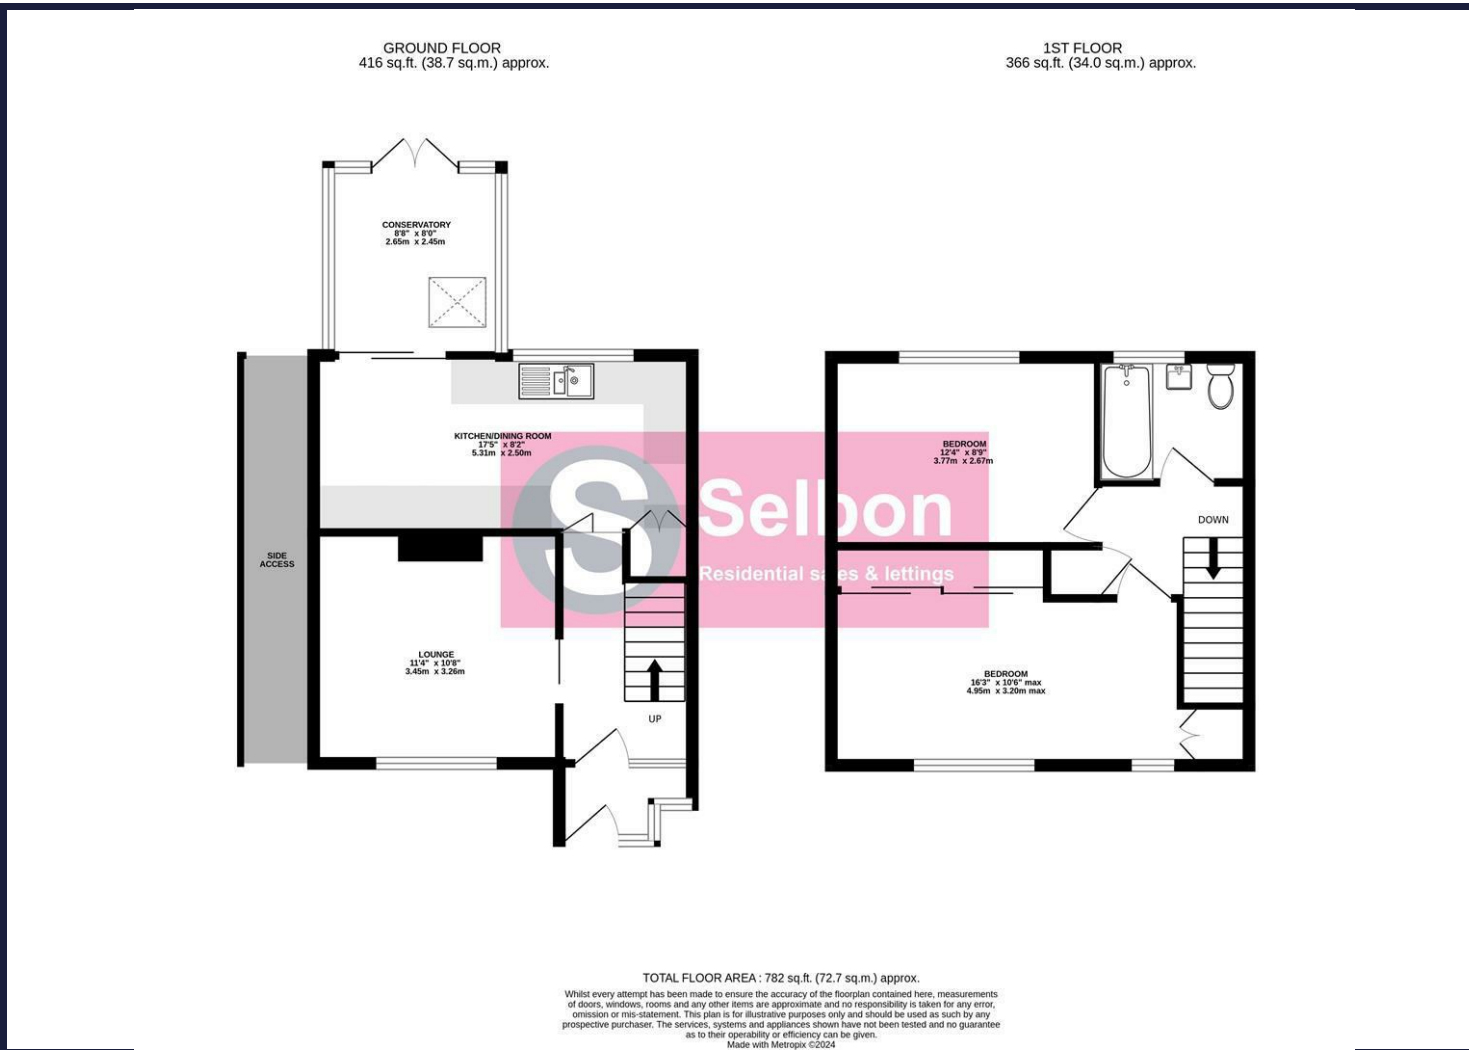 GROUND FLOOR
416 sq.ft. (38.7 sq.m.) approx.
1ST FLOOR
366 sq.ft. (34.0 sq.m.) approx.
CONSERVATORY
8'8" x 8'0"
2.65m x 2.45m
KITCHEN/DINING ROOM
17'5" x 8'2"
5.31m x 2.50m
BEDROOM
12'4" x 8'9"
3.77m x 2.67m
S Selbon
Residential sales & lettings
DOWN
SIDE
ACCESS
LOUNGE
11'4" x 10'8"
3.45m x 3.26m
UP
BEDROOM
16'3" x 10'6" max
4.95m x 3.20m max
TOTAL FLOOR AREA : 782 sq.ft. (72.7 sq.m.) approx.
Whilst every attempt has been made to ensure the accuracy of the floorplan contained here, measurements
of doors, windows, rooms and any other items are approximate and no responsibility is taken for any error,
omission or mis-statement. This plan is for illustrative purposes only and should be used as such by any
prospective purchaser. The services, systems and appliances shown have not been tested and no guarantee
as to their operability or efficiency can be given.
Made with Metropix ©2024